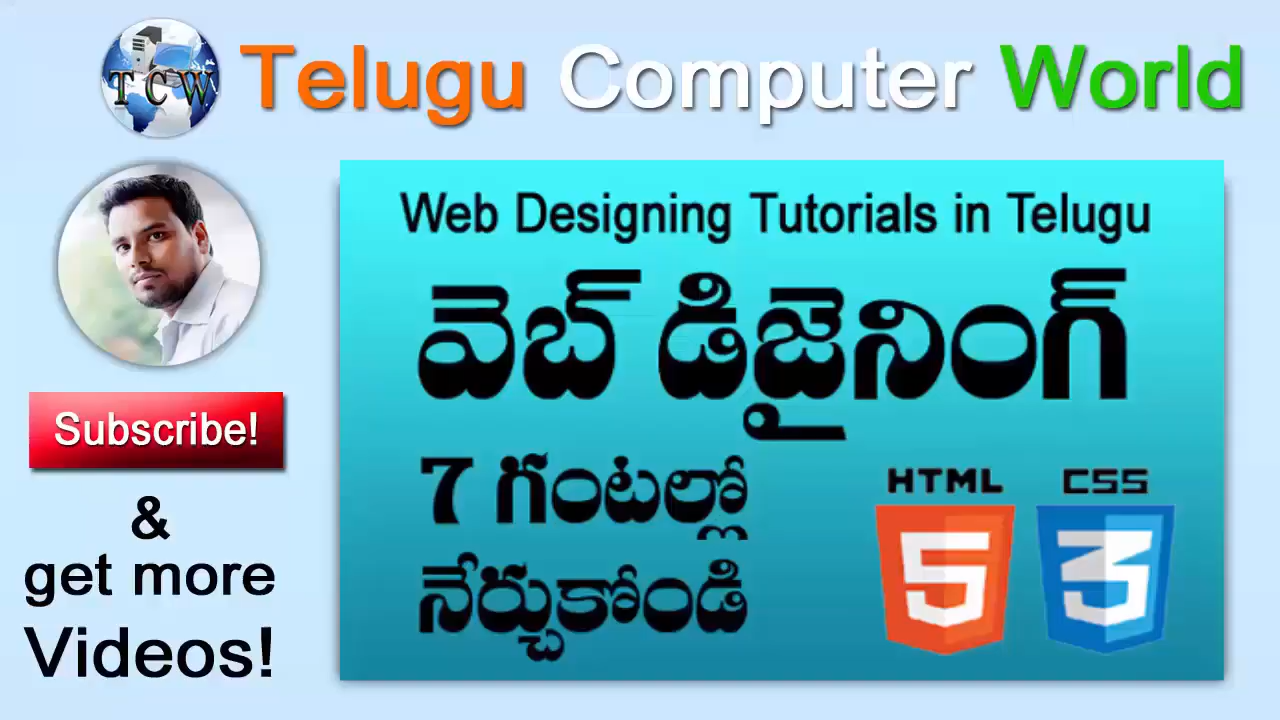 TCW
Telugu Computer World
Web Designing Tutorials in Telugu
వెబ్ డిజైనింగ్
7 గంటల్లో
నేర్చుకోండి
HTML
5
CSS
3
Subscribe!
&
get more
Videos!